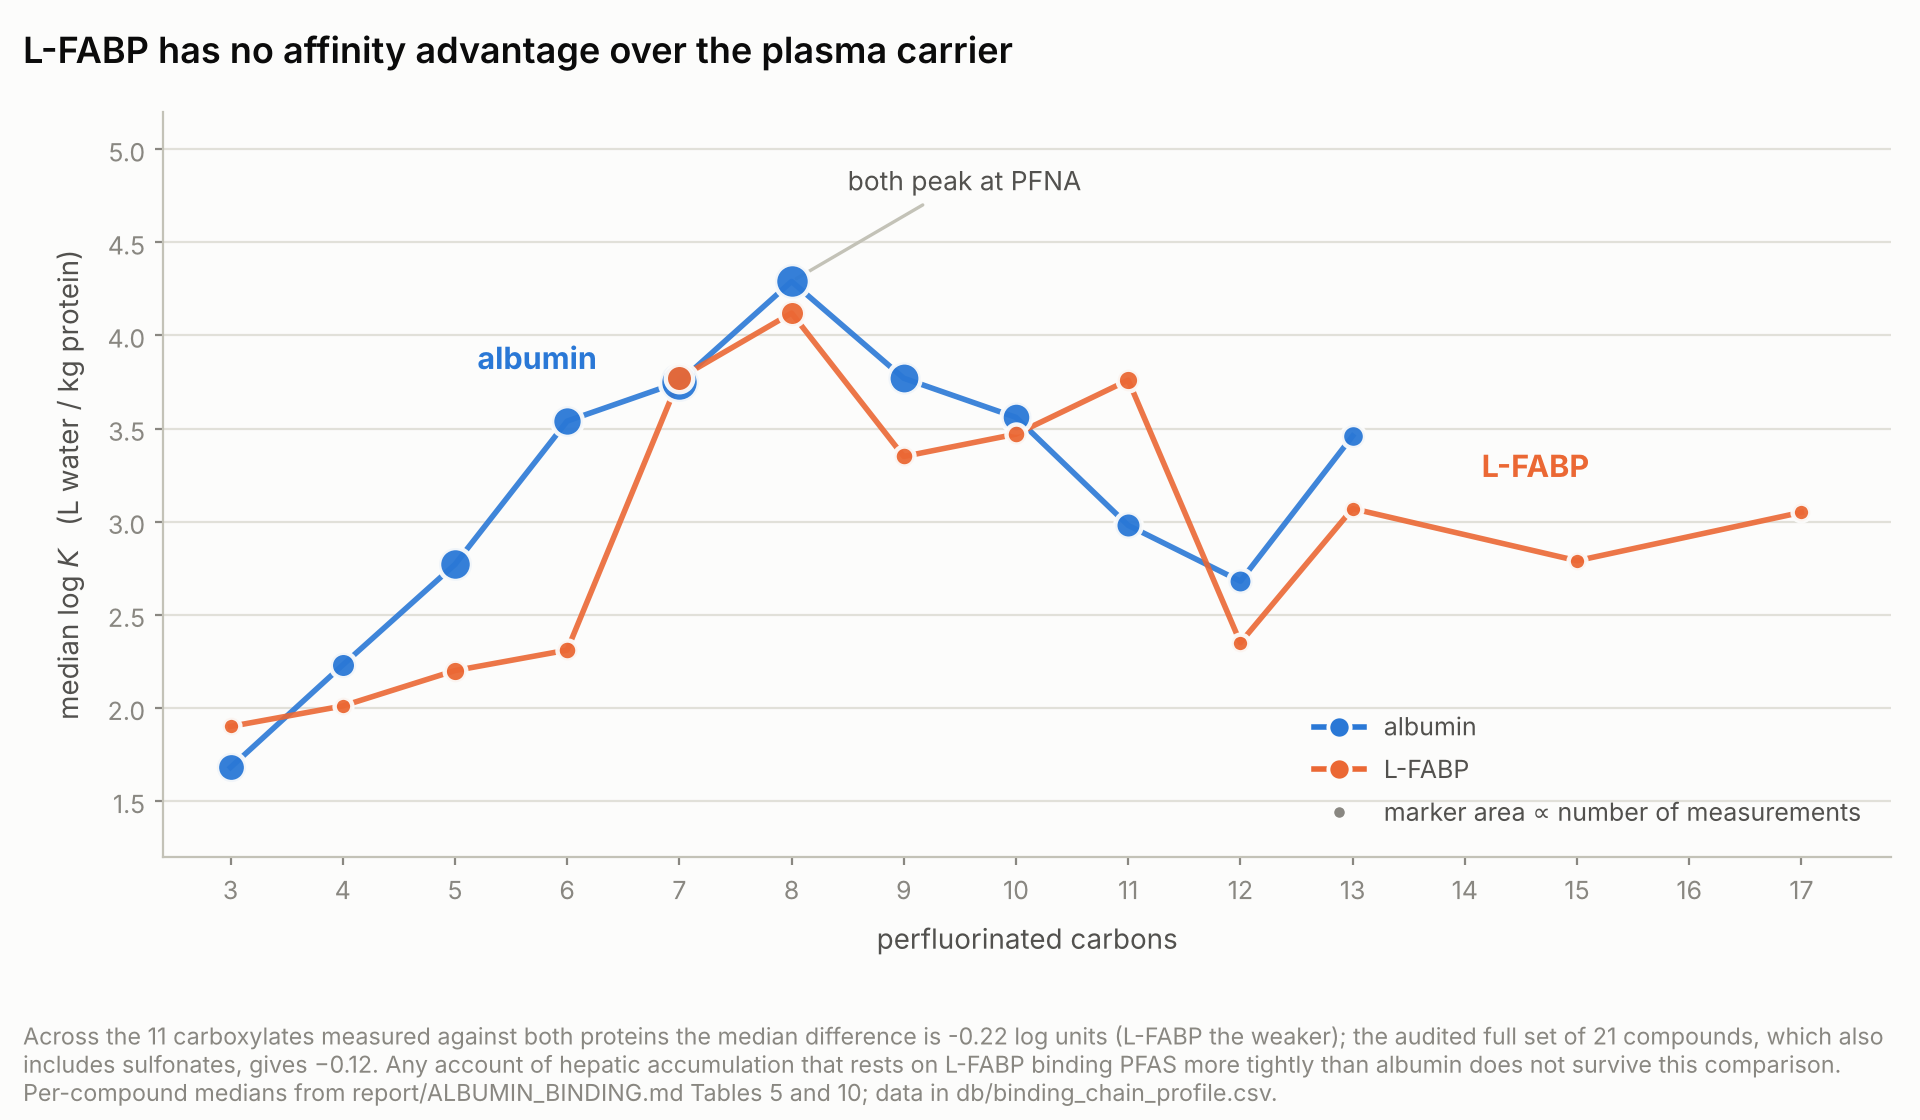 L-FABP has no affinity advantage over the plasma carrier
5.0
4.5
4.0
3.5
3.0
2.5
2.0
1.5
median log K (L water / kg protein)
both peak at PFNA
albumin
L-FABP
albumin
L-FABP
marker area ∝ number of measurements
3 4 5 6 7 8 9 10 11 12 13 14 15 16 17
perfluorinated carbons
Across the 11 carboxylates measured against both proteins the median difference is -0.22 log units (L-FABP the weaker); the audited full set of 21 compounds, which also
includes sulfonates, gives −0.12. Any account of hepatic accumulation that rests on L-FABP binding PFAS more tightly than albumin does not survive this comparison.
Per-compound medians from report/ALBUMIN_BINDING.md Tables 5 and 10; data in db/binding_chain_profile.csv.